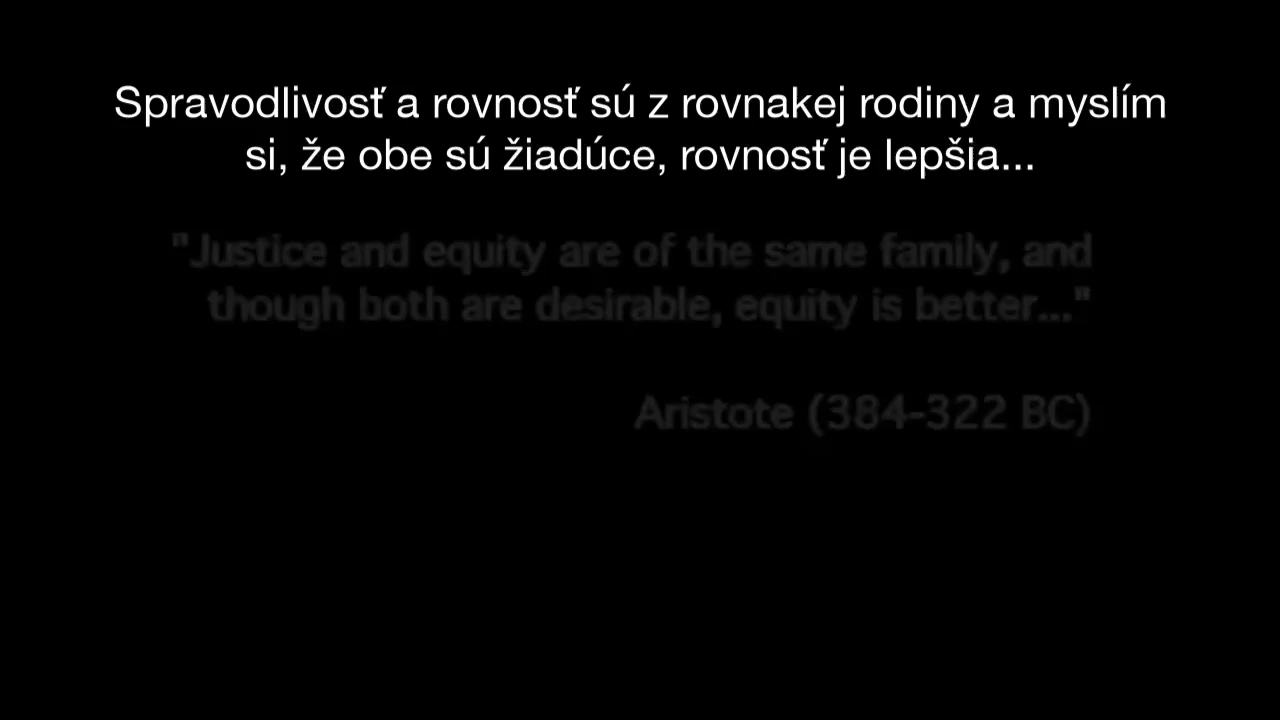 Spravodlivosť a rovnosť sú z rovnakej rodiny a myslím
si, že obe sú žiadúce, rovnosť je lepšia...
"Justice and equity are of the same family, and
though both are desirable, equity is better..."
Aristote (384-322 BC)